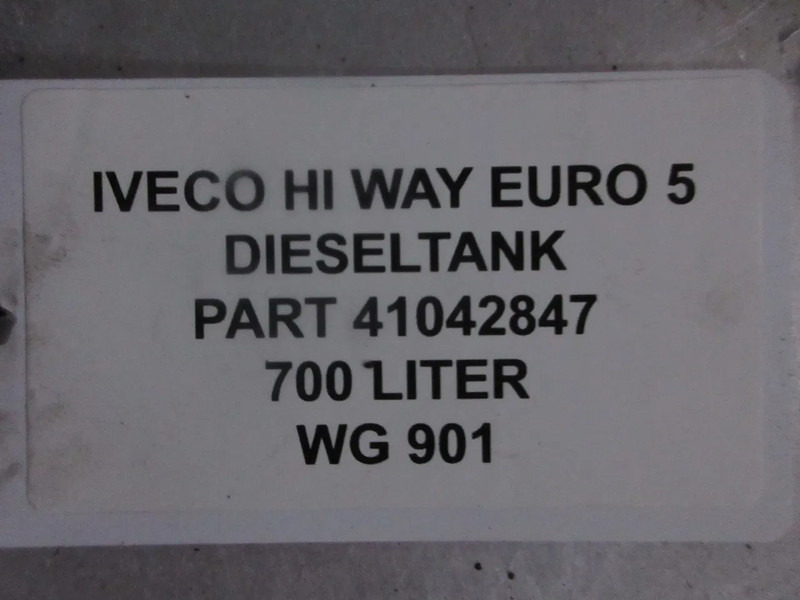 IVECO HI WAY EURO 5
DIESELTANK
PART 41042847
700 LITER
WG 901